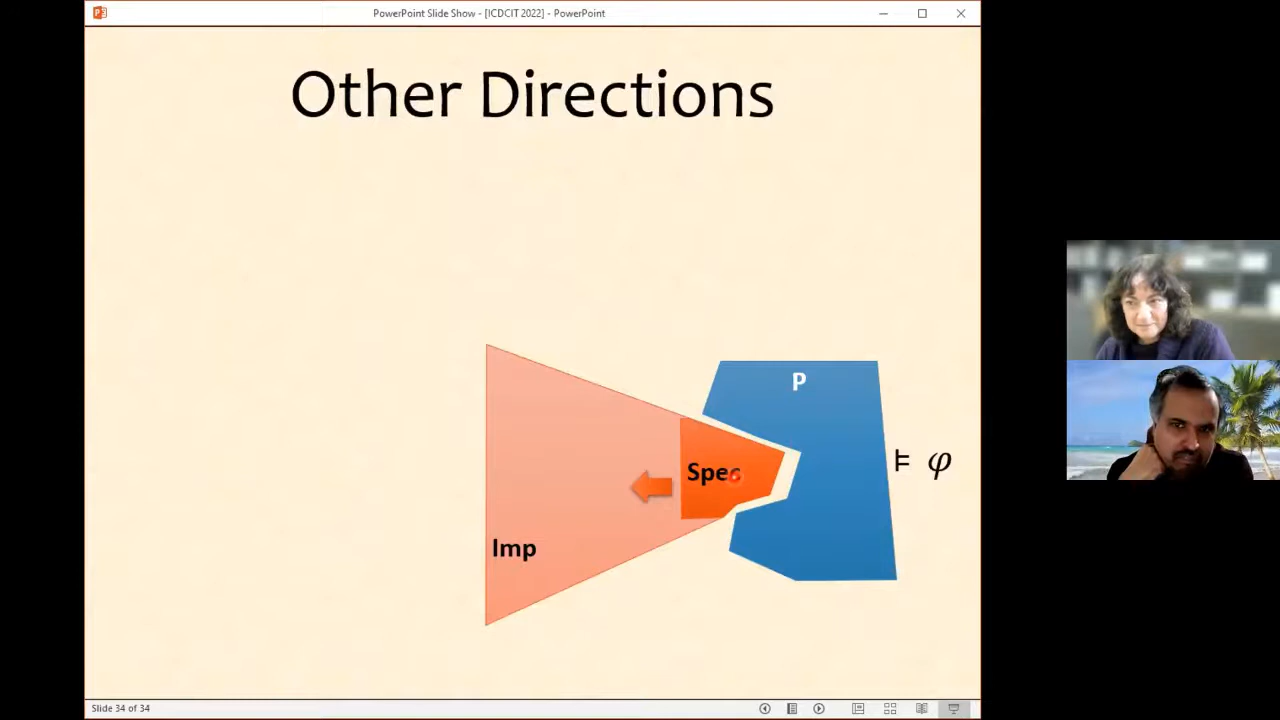 PowerPoint Slide Show - [ICDCIT 2022] - PowerPoint
Other Directions
P
Spec
⊨ φ
Imp
Slide 34 of 34